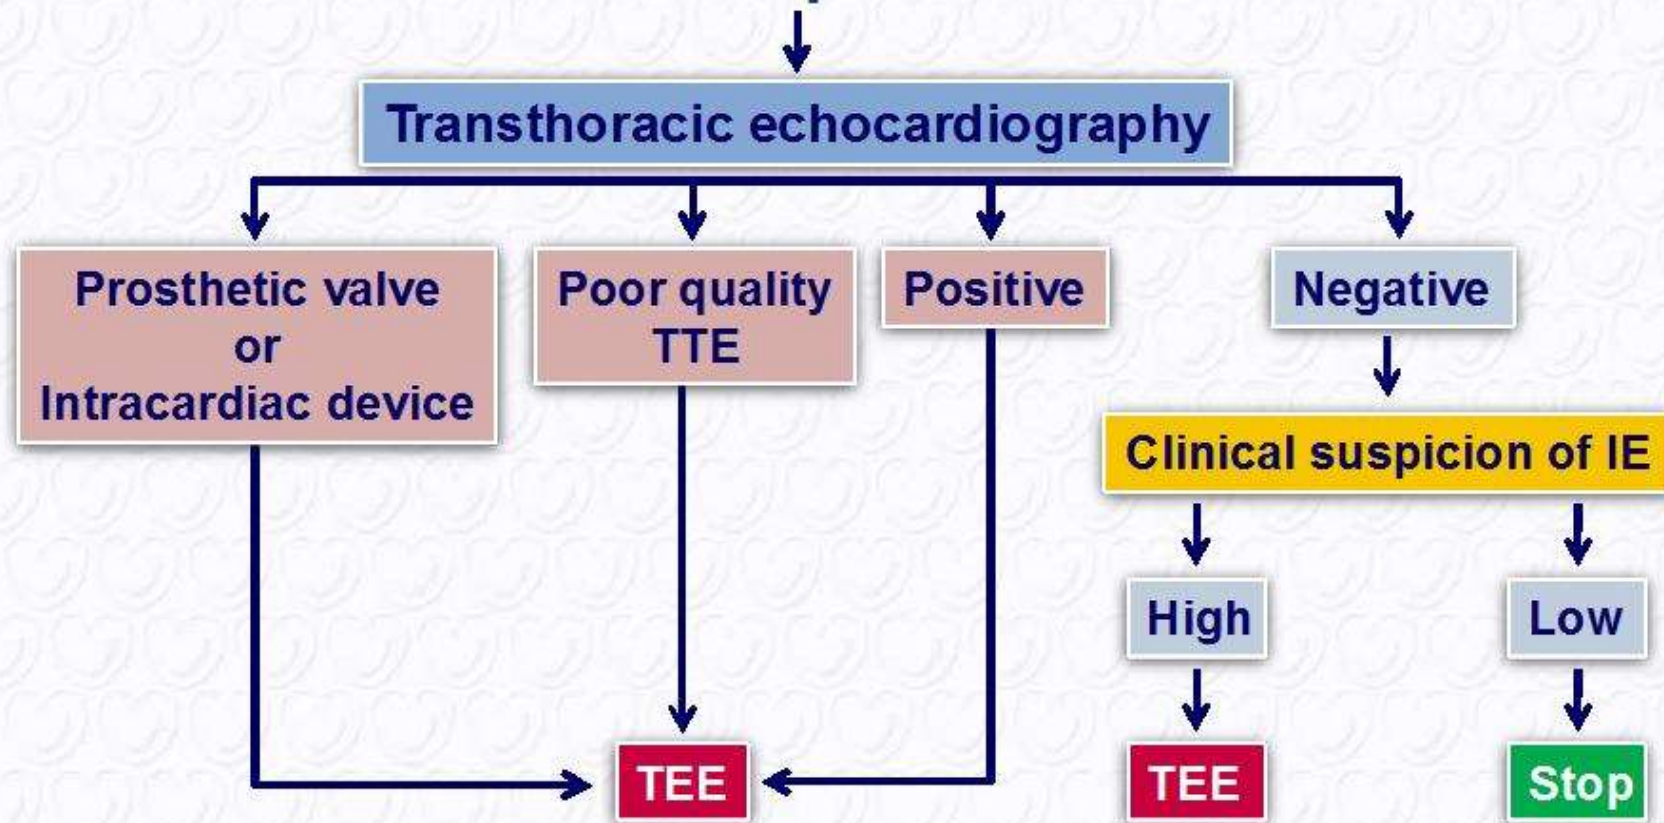 Transthoracic echocardiography
Prosthetic valve
or
Intracardiac device
Poor quality
TTE
Positive
Negative
Clinical suspicion of IE
High
Low
TEE
TEE
Stop